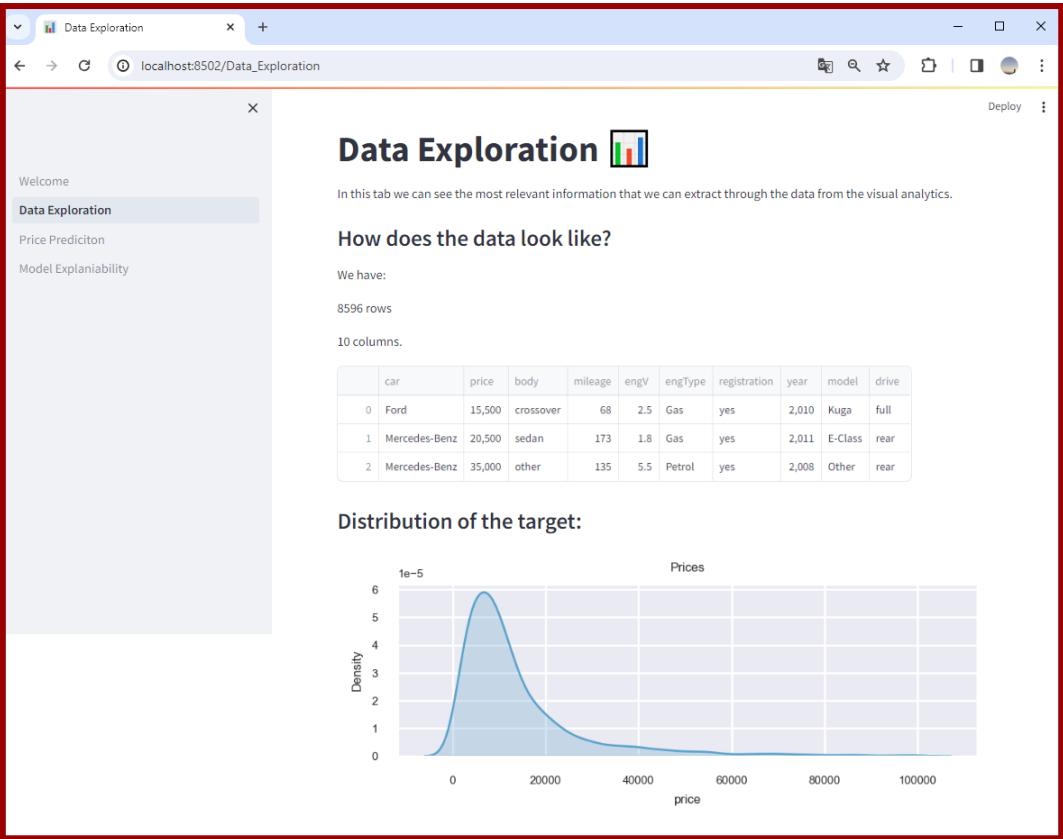 Data Exploration
localhost:8502/Data_Exploration
Deploy
Welcome
Data Exploration
Price Prediciton
Model Explaniability
Data Exploration
In this tab we can see the most relevant information that we can extract through the data from the visual analytics.
How does the data look like?
We have:
8596 rows
10 columns.
car price body mileage engV engType registration year model drive
0 Ford 15,500 crossover 68 2.5 Gas yes 2,010 Kuga full
1 Mercedes-Benz 20,500 sedan 173 1.8 Gas yes 2,011 E-Class rear
2 Mercedes-Benz 35,000 other 135 5.5 Petrol yes 2,008 Other rear
Distribution of the target:
Prices
1e−5
6
5
4
3
2
1
0
Density
0 20000 40000 60000 80000 100000
price